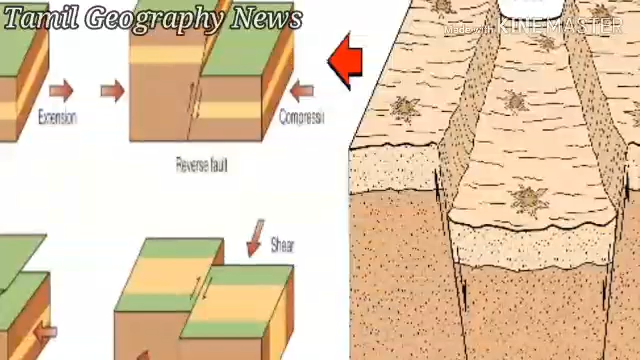 Tamil Geography News
Made with KINEMASTER
Extension
Compressi
Reverse fault
Shear